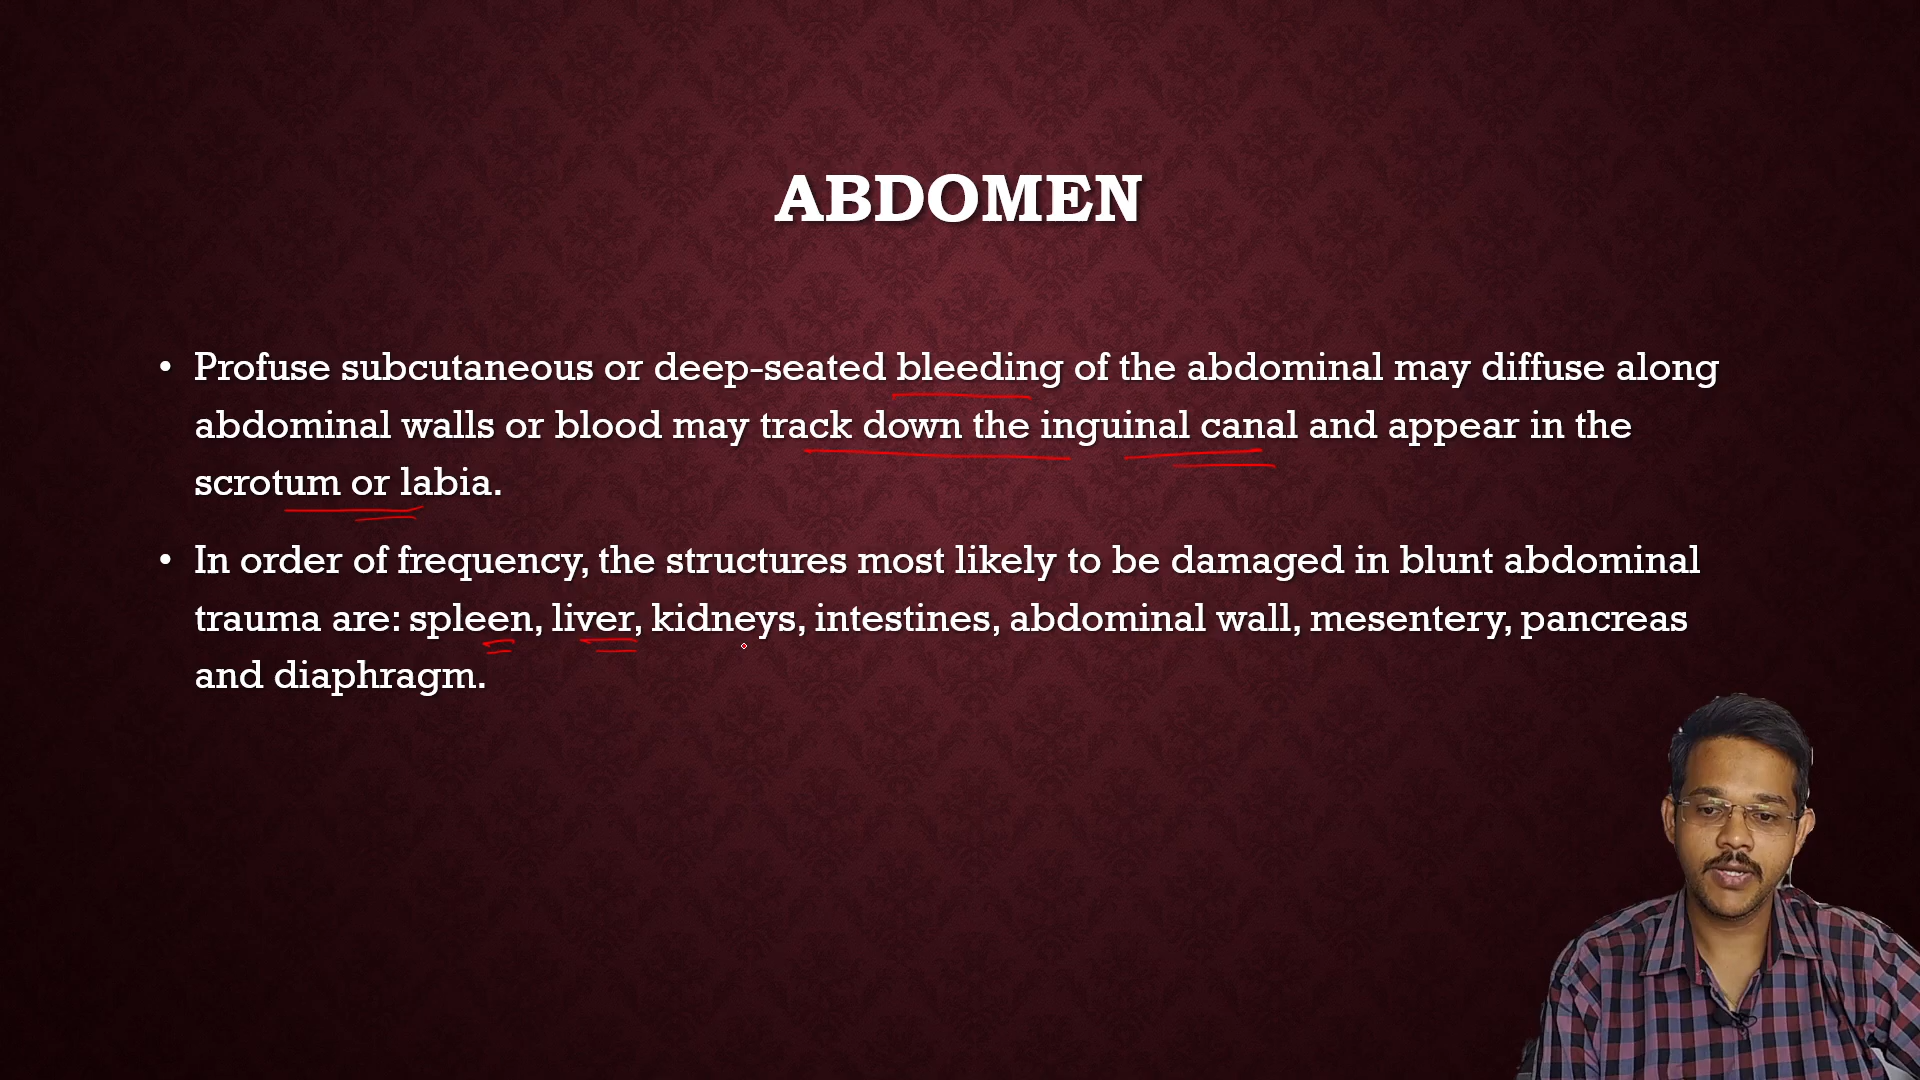 ABDOMEN
• Profuse subcutaneous or deep-seated bleeding of the abdominal may diffuse along
abdominal walls or blood may track down the inguinal canal and appear in the
scrotum or labia.
• In order of frequency, the structures most likely to be damaged in blunt abdominal
trauma are: spleen, liver, kidneys, intestines, abdominal wall, mesentery, pancreas
and diaphragm.